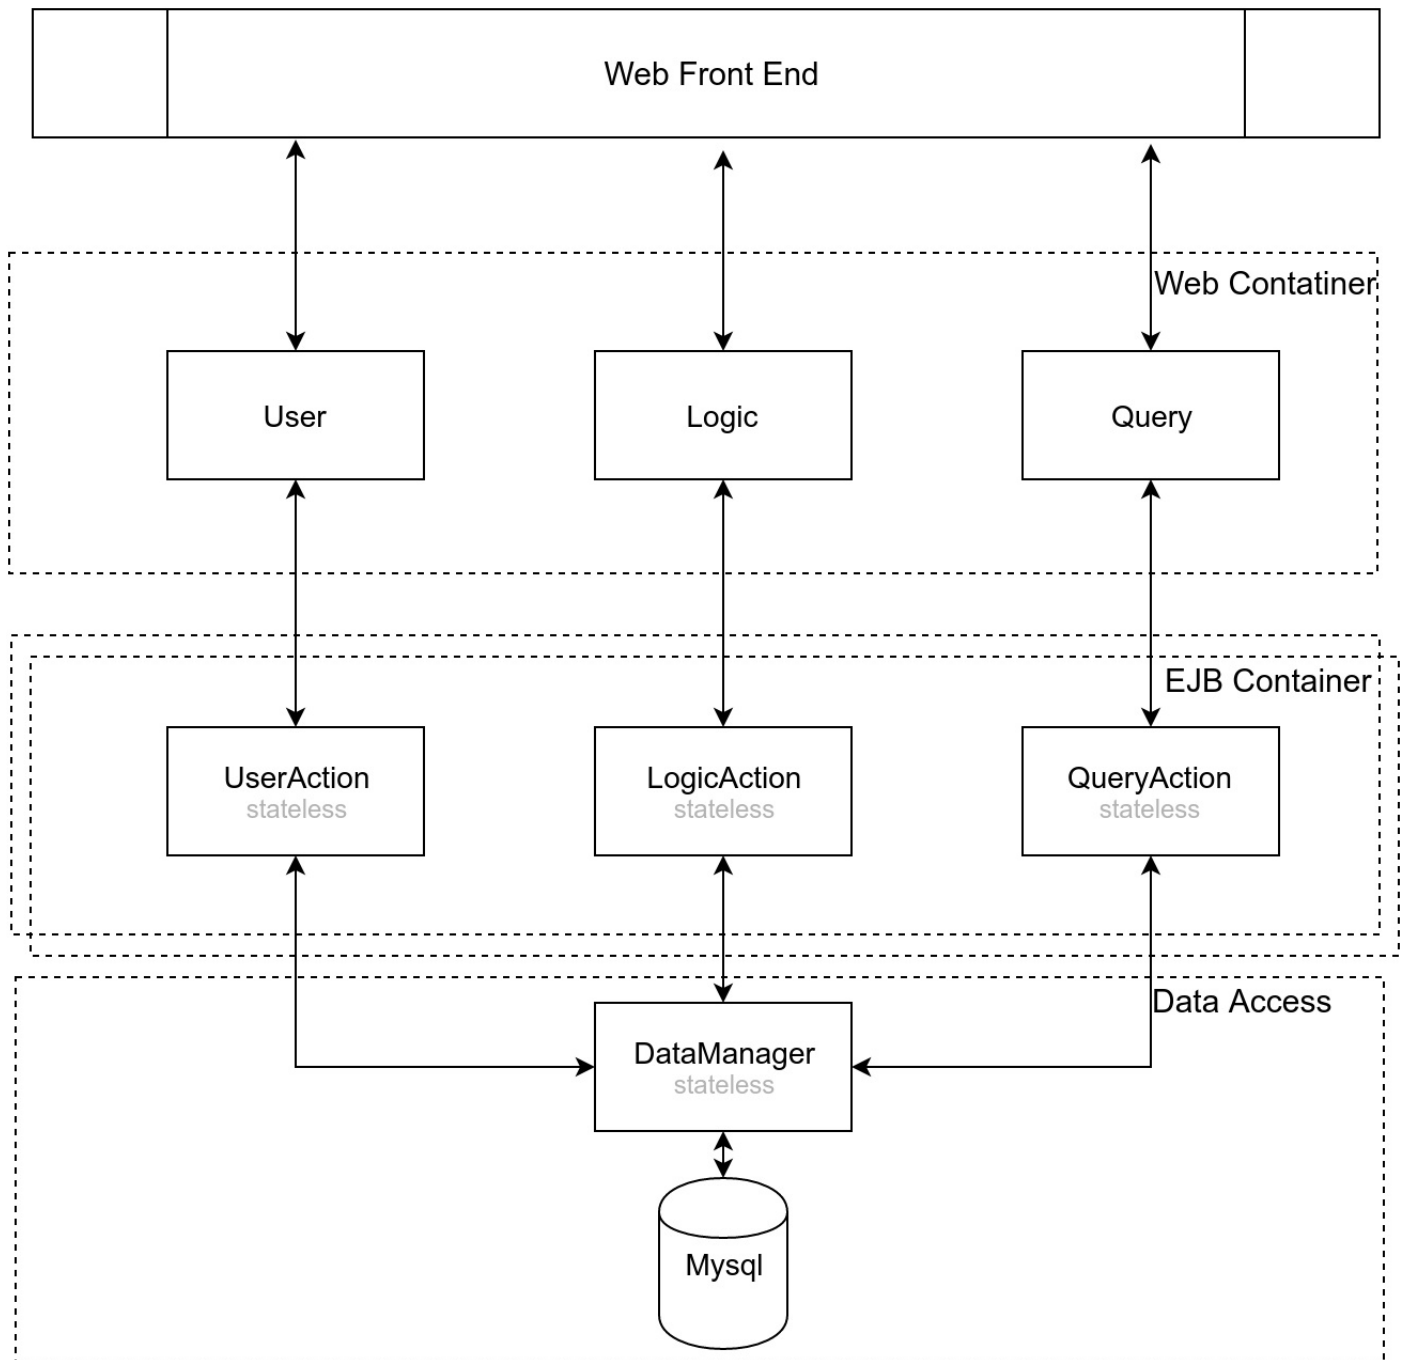 Web Front End
Web Contatiner
User
Logic
Query
EJB Container
UserAction
stateless
LogicAction
stateless
QueryAction
stateless
Data Access
DataManager
stateless
Mysql